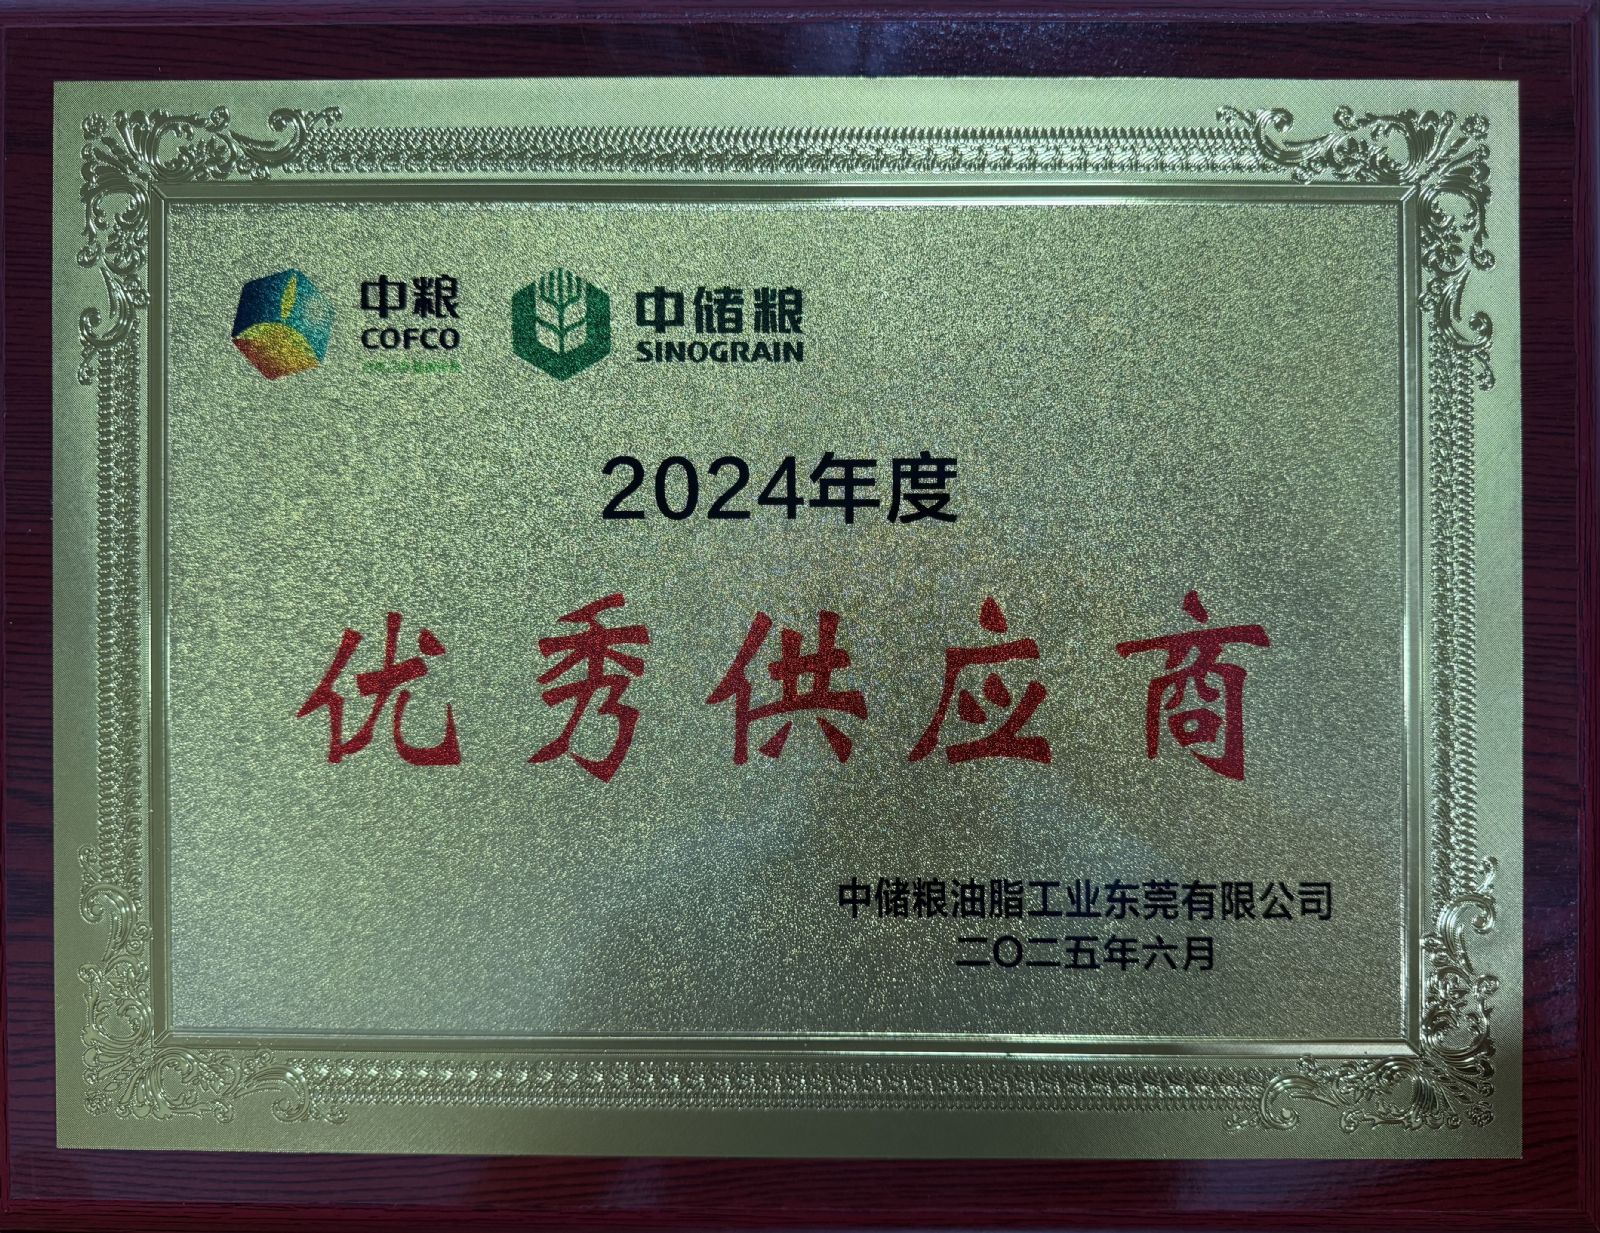 中粮 中储粮
COFCO SINOGRAIN
2024年度
优秀供应商
中储粮油脂工业东莞有限公司
二〇二五年六月